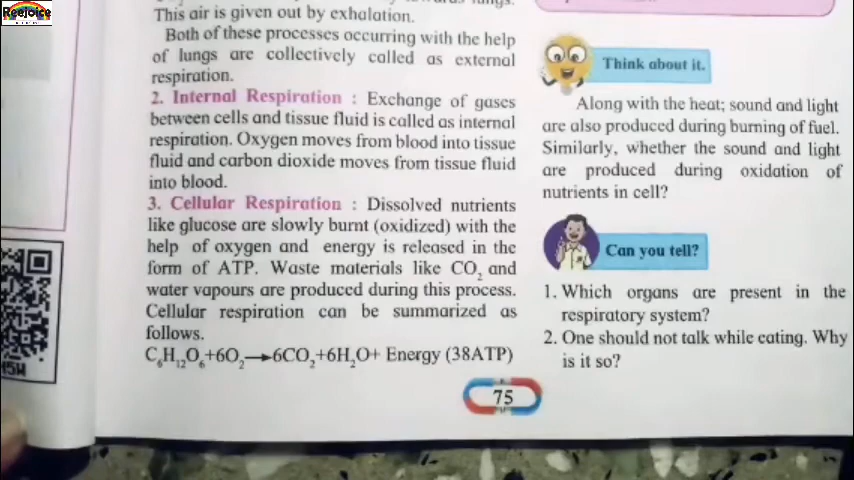 Reejoice
This air is given out by exhalation.
Both of these processes occurring with the help
of lungs are collectively called as external
respiration.
2. Internal Respiration : Exchange of gases
between cells and tissue fluid is called as internal
respiration. Oxygen moves from blood into tissue
fluid and carbon dioxide moves from tissue fluid
into blood.
3. Cellular Respiration : Dissolved nutrients
like glucose are slowly burnt (oxidized) with the
help of oxygen and energy is released in the
form of ATP. Waste materials like CO₂ and
water vapours are produced during this process.
Cellular respiration can be summarized as
follows.
C₆H₁₂O₆+6O₂→6CO₂+6H₂O+ Energy (38ATP)
Think about it.
Along with the heat; sound and light
are also produced during burning of fuel.
Similarly, whether the sound and light
are produced during oxidation of
nutrients in cell?
Can you tell?
1. Which organs are present in the
respiratory system?
2. One should not talk while eating. Why
is it so?
75